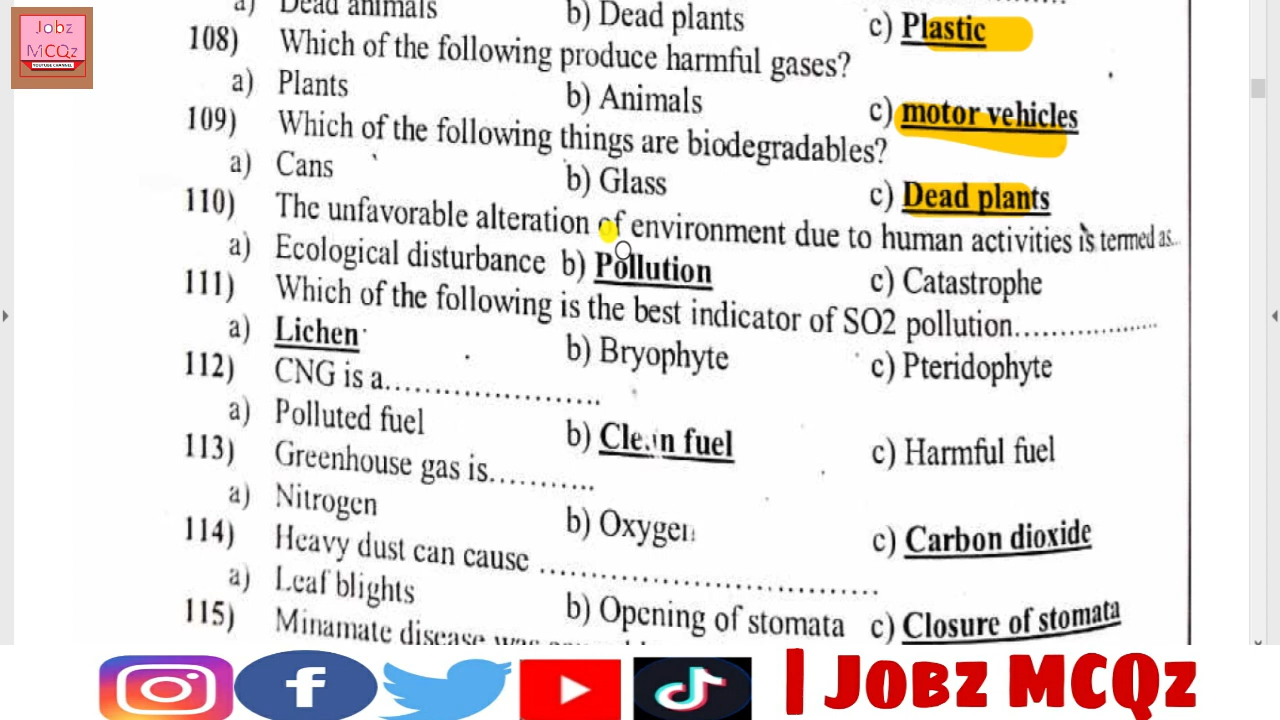 Jobz
MCQz
YOUTUBE CHANNEL
a) Dead animals b) Dead plants c) Plastic
108) Which of the following produce harmful gases?
a) Plants b) Animals c) motor vehicles
109) Which of the following things are biodegradables?
a) Cans b) Glass c) Dead plants
110) The unfavorable alteration of environment due to human activities is termed as...
a) Ecological disturbance b) Pollution c) Catastrophe
111) Which of the following is the best indicator of SO2 pollution...................
a) Lichen b) Bryophyte c) Pteridophyte
112) CNG is a......................
a) Polluted fuel b) Clean fuel c) Harmful fuel
113) Greenhouse gas is...........
a) Nitrogen b) Oxygen c) Carbon dioxide
114) Heavy dust can cause ..................................
a) Leaf blights b) Opening of stomata c) Closure of stomata
115) Minamate disease was
| Jobz MCQz